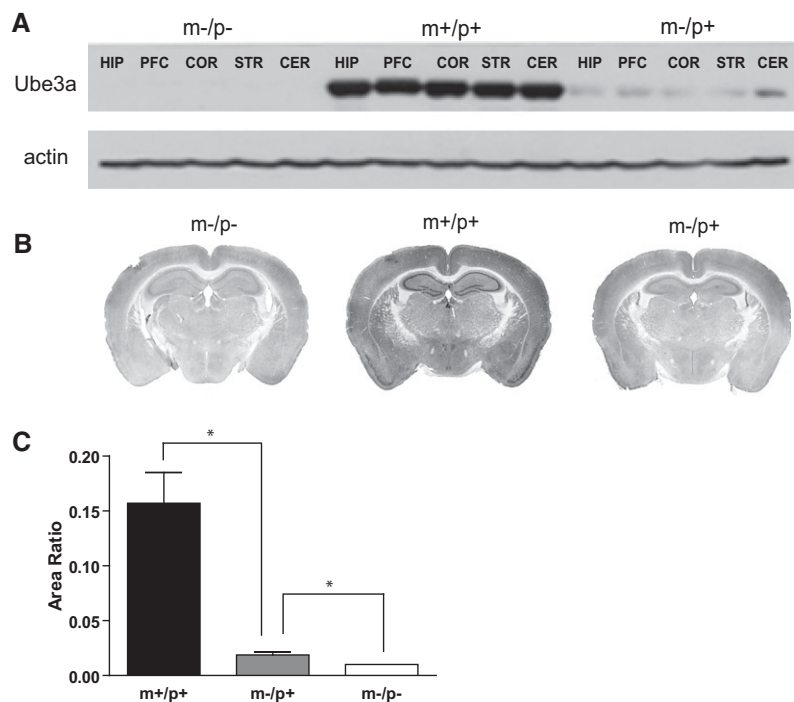 A
m-/p- m+/p+ m-/p+
HIP PFC COR STR CER HIP PFC COR STR CER HIP PFC COR STR CER
Ube3a
actin
B
m-/p- m+/p+ m-/p+
C
*
*
0.20
0.15
0.10
0.05
0.00
Area Ratio
m+/p+ m-/p+ m-/p-